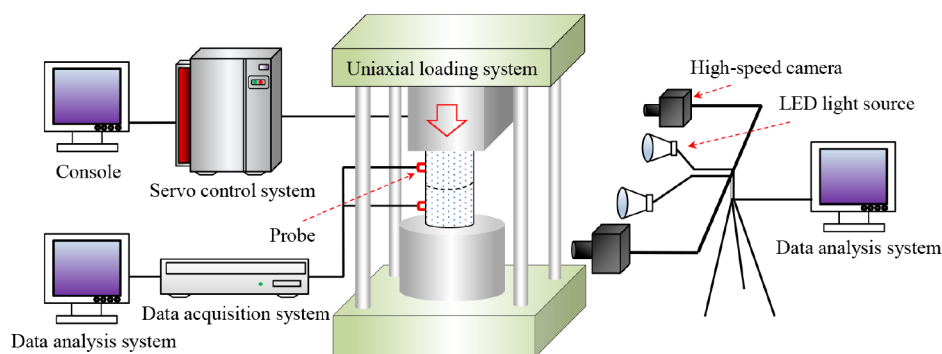 Uniaxial loading system
High-speed camera
LED light source
Console
Servo control system
Probe
Data analysis system
Data acquisition system
Data analysis system